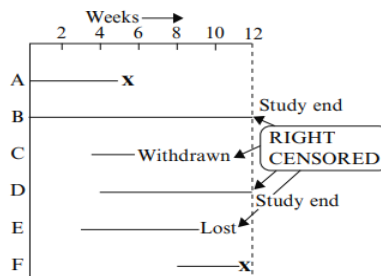 Weeks
2 4 6 8 10 12
A x
B Study end
RIGHT
CENSORED
C Withdrawn
D
Study end
E Lost
F x